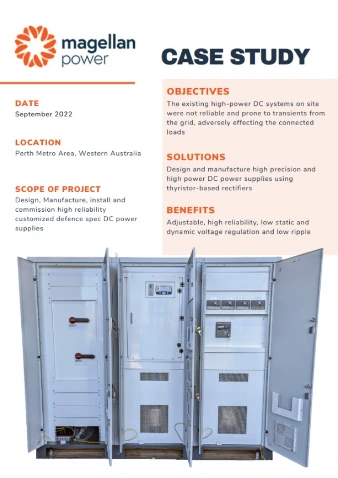 magellan
power
CASE STUDY
DATE
September 2022
LOCATION
Perth Metro Area, Western Australia
SCOPE OF PROJECT
Design, Manufacture, install and
commission high reliability
customized defence spec DC power
supplies
OBJECTIVES
The existing high-power DC systems on site
were not reliable and prone to transients from
the grid, adversely effecting the connected
loads
SOLUTIONS
Design and manufacture high precision and
high power DC power supplies using
thyristor-based rectifiers
BENEFITS
Adjustable, high reliability, low static and
dynamic voltage regulation and low ripple